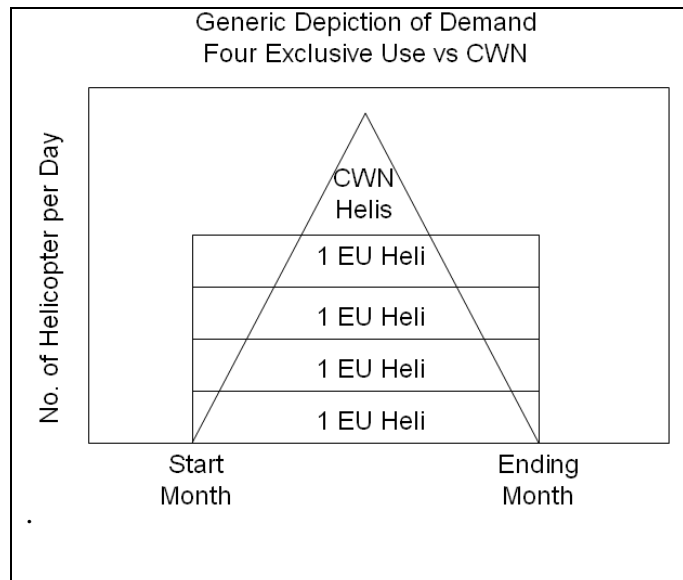 Generic Depiction of Demand
Four Exclusive Use vs CWN
No. of Helicopter per Day
CWN
Helis
1 EU Heli
1 EU Heli
1 EU Heli
1 EU Heli
Start
Month
Ending
Month
.